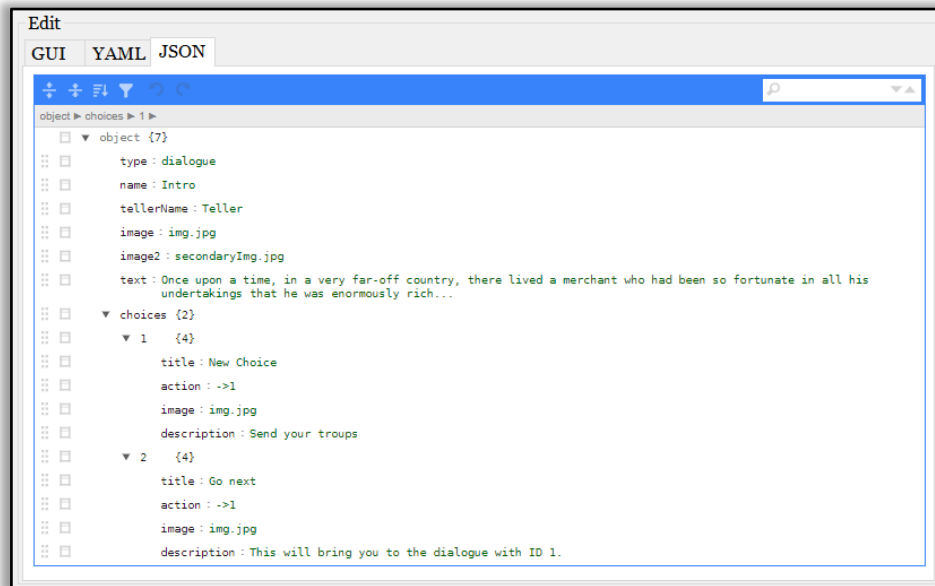 Edit
GUI YAML JSON
object ► choices ► 1 ►
▼ object {7}
type : dialogue
name : Intro
tellerName : Teller
image : img.jpg
image2 : secondaryImg.jpg
text : Once upon a time, in a very far-off country, there lived a merchant who had been so fortunate in all his
undertakings that he was enormously rich...
▼ choices {2}
▼ 1 {4}
title : New Choice
action : ->1
image : img.jpg
description : Send your troups
▼ 2 {4}
title : Go next
action : ->1
image : img.jpg
description : This will bring you to the dialogue with ID 1.